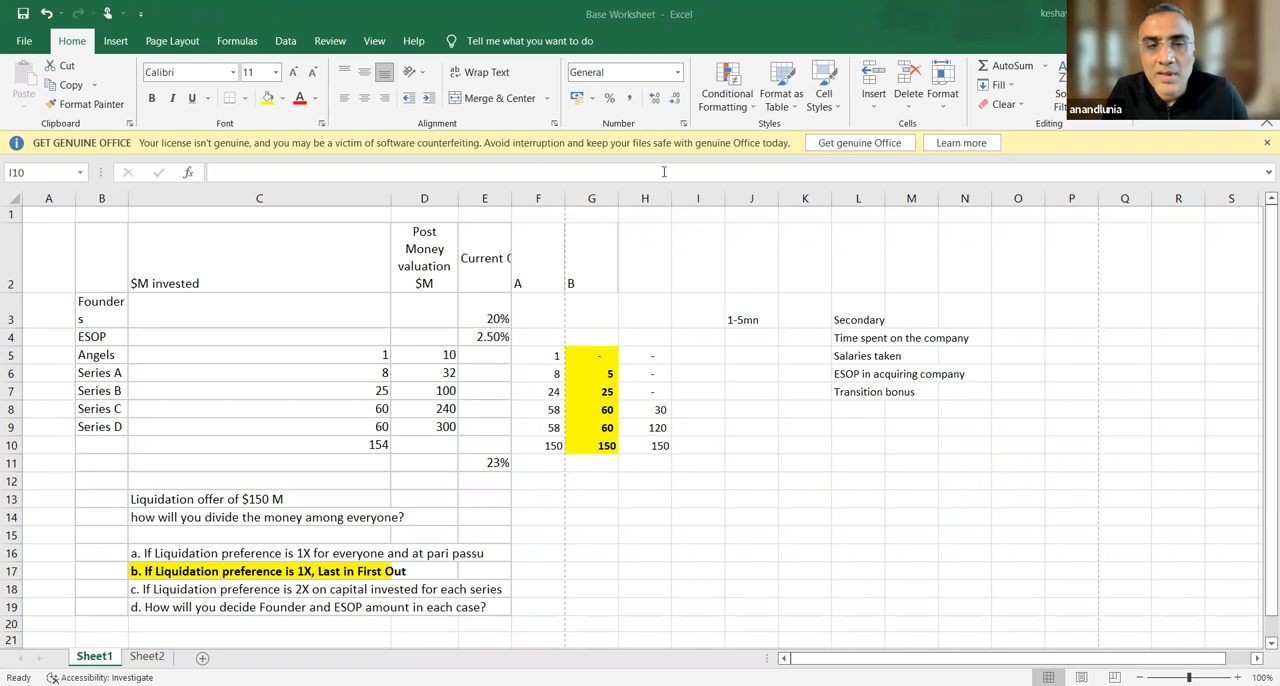 Base Worksheet - Excel
File Home Insert Page Layout Formulas Data Review View Help Tell me what you want to do
Cut
Copy
Format Painter
Paste
Clipboard
Calibri 11
B I U
Font
Wrap Text
Merge & Center
Alignment
General
Number
Conditional Formatting
Format as Table
Cell Styles
Styles
Insert Delete Format
Cells
AutoSum
Fill
Clear
Editing
anandlunia
GET GENUINE OFFICE Your license isn't genuine, and you may be a victim of software counterfeiting. Avoid interruption and keep your files safe with genuine Office today. Get genuine Office Learn more
I10 fx
A B C D E F G H I J K L M N O P Q R S
1
2 $M invested Post Money valuation $M Current A B
3 Founders 20% 1-5mn Secondary
4 ESOP 2.50% Time spent on the company
5 Angels 1 10 1 - - Salaries taken
6 Series A 8 32 8 5 - ESOP in acquiring company
7 Series B 25 100 24 25 - Transition bonus
8 Series C 60 240 58 60 30
9 Series D 60 300 58 60 120
10 154 150 150 150
11 23%
12
13 Liquidation offer of $150 M
14 how will you divide the money among everyone?
15
16 a. If Liquidation preference is 1X for everyone and at pari passu
17 b. If Liquidation preference is 1X, Last in First Out
18 c. If Liquidation preference is 2X on capital invested for each series
19 d. How will you decide Founder and ESOP amount in each case?
20
21
Sheet1 Sheet2
Ready Accessibility: Investigate 100%